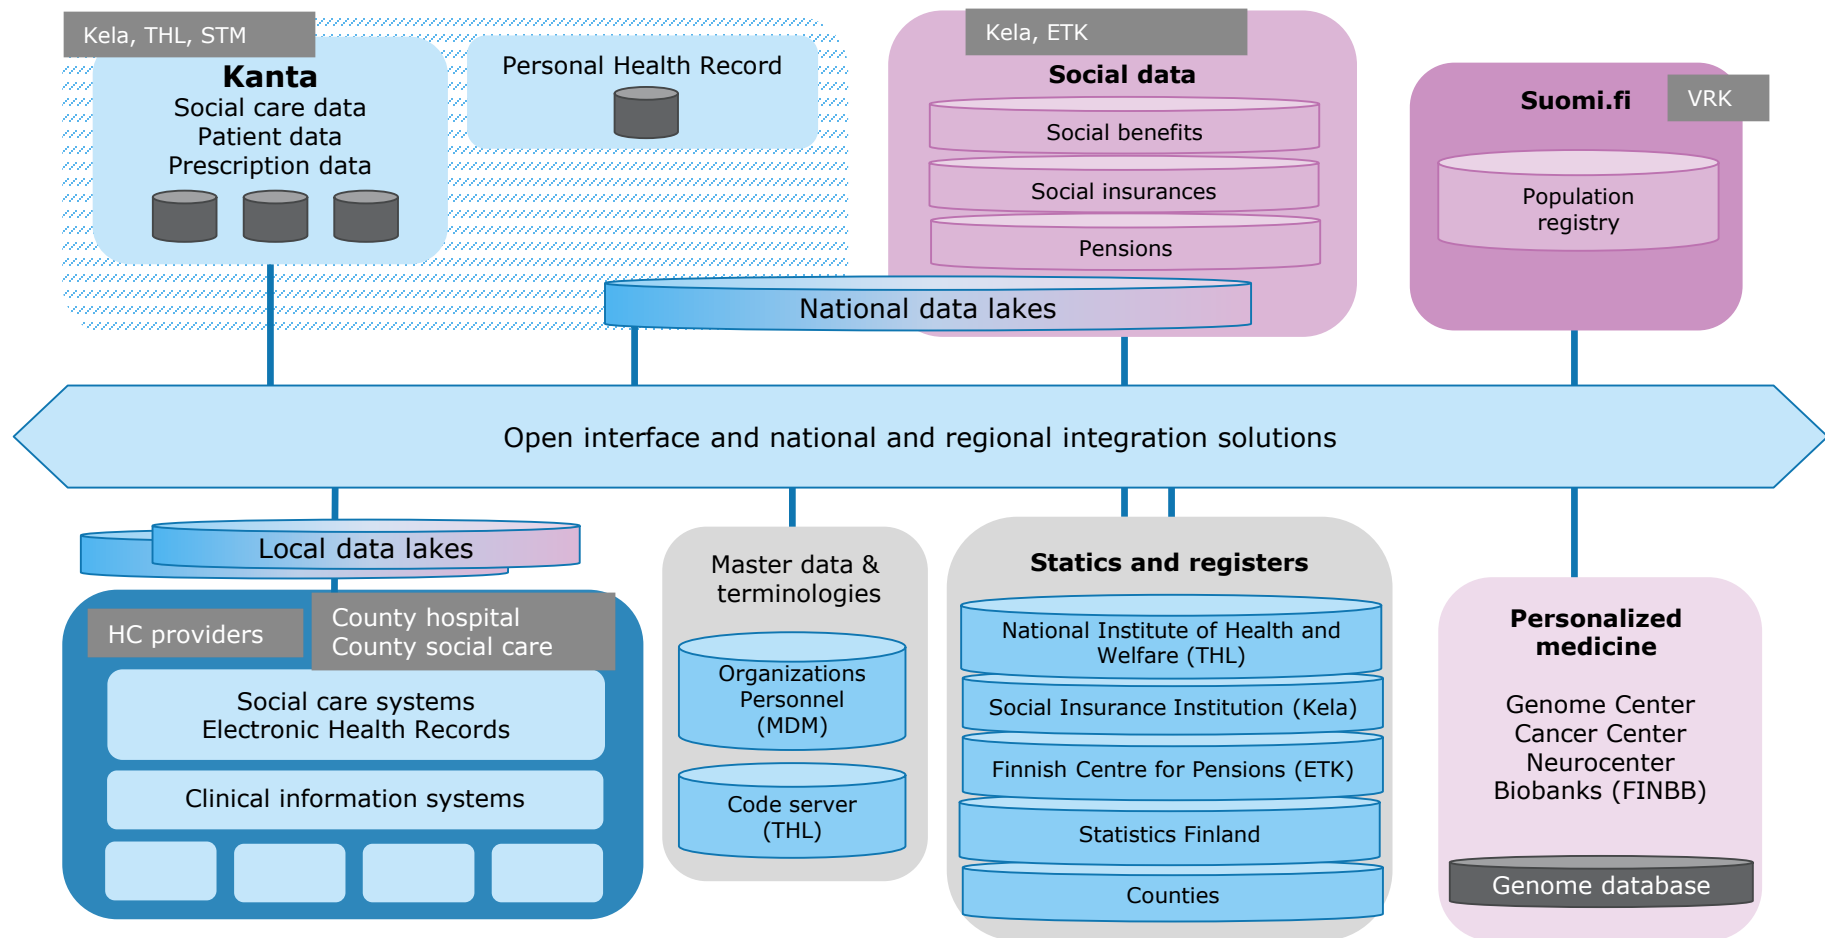 Kela, THL, STM
Kanta
Social care data
Patient data
Prescription data
Personal Health Record
Kela, ETK
Social data
Social benefits
Social insurances
Pensions
Suomi.fi
VRK
Population
registry
National data lakes
Open interface and national and regional integration solutions
Local data lakes
HC providers
County hospital
County social care
Social care systems
Electronic Health Records
Clinical information systems
Master data &
terminologies
Organizations
Personnel
(MDM)
Code server
(THL)
Statics and registers
National Institute of Health and
Welfare (THL)
Social Insurance Institution (Kela)
Finnish Centre for Pensions (ETK)
Statistics Finland
Counties
Personalized
medicine
Genome Center
Cancer Center
Neurocenter
Biobanks (FINBB)
Genome database